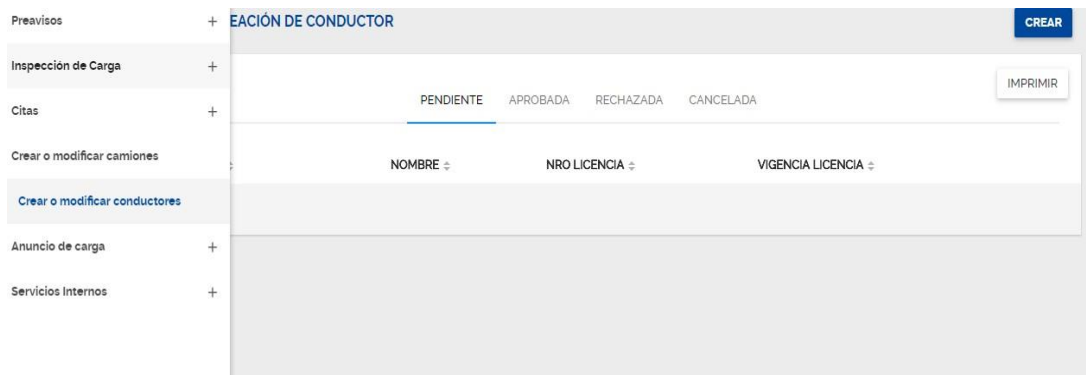 Preavisos +
Inspección de Carga +
Citas +
Crear o modificar camiones
Crear o modificar conductores
Anuncio de carga +
Servicios Internos +
EACIÓN DE CONDUCTOR
CREAR
IMPRIMIR
PENDIENTE APROBADA RECHAZADA CANCELADA
NOMBRE NRO LICENCIA VIGENCIA LICENCIA